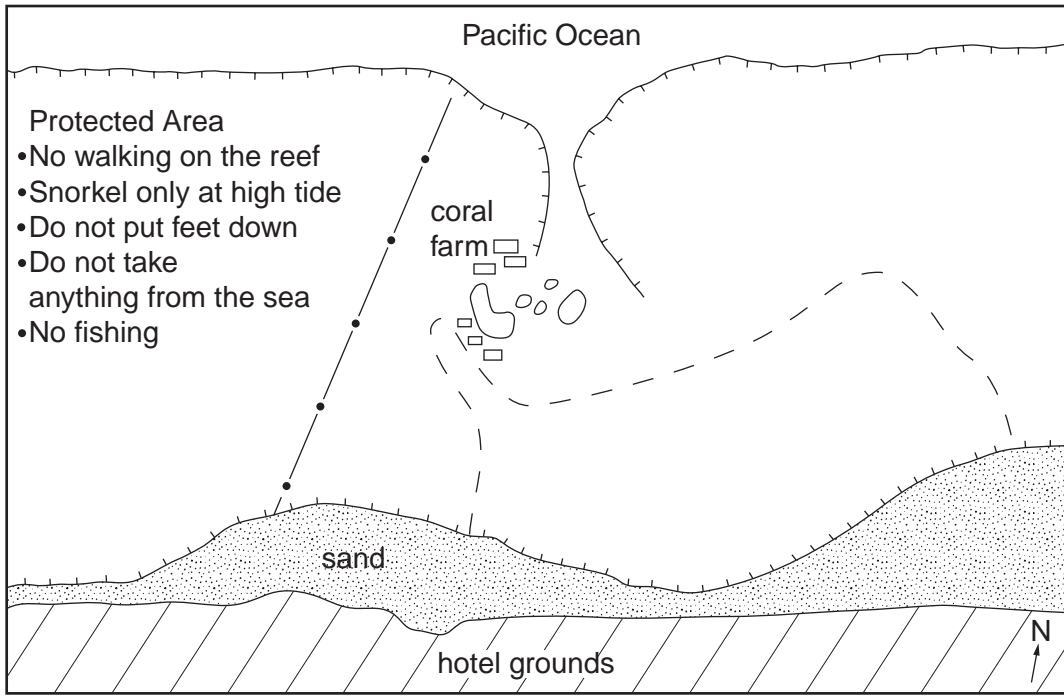 Pacific Ocean
Protected Area
•No walking on the reef
•Snorkel only at high tide
•Do not put feet down
•Do not take
anything from the sea
•No fishing
coral
farm
sand
hotel grounds
N